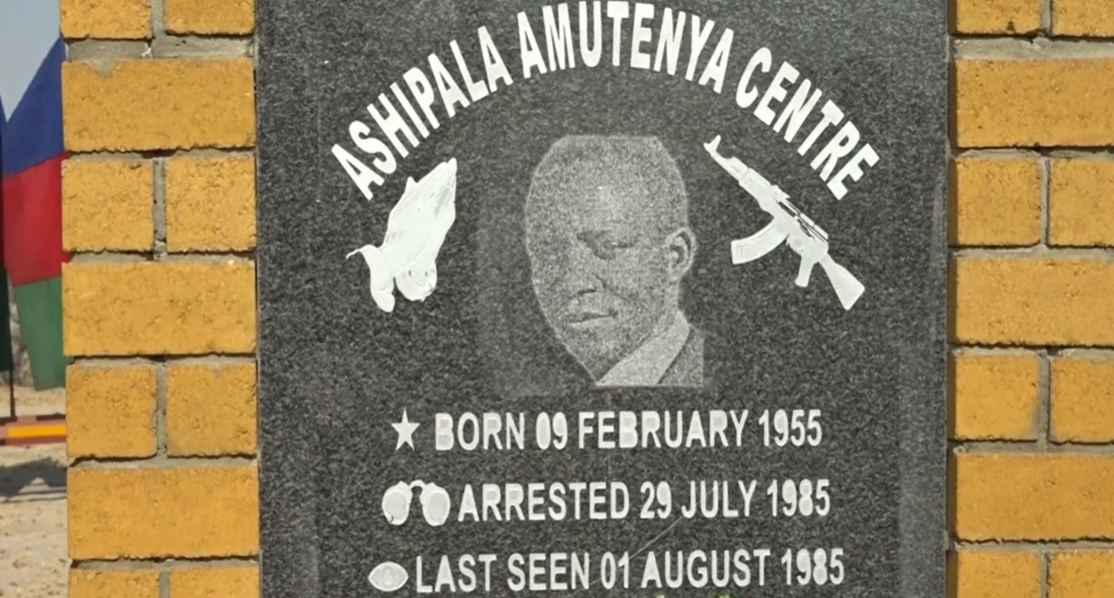 ASHIPALA AMUTENYA CENTRE
BORN 09 FEBRUARY 1955
ARRESTED 29 JULY 1985
LAST SEEN 01 AUGUST 1985